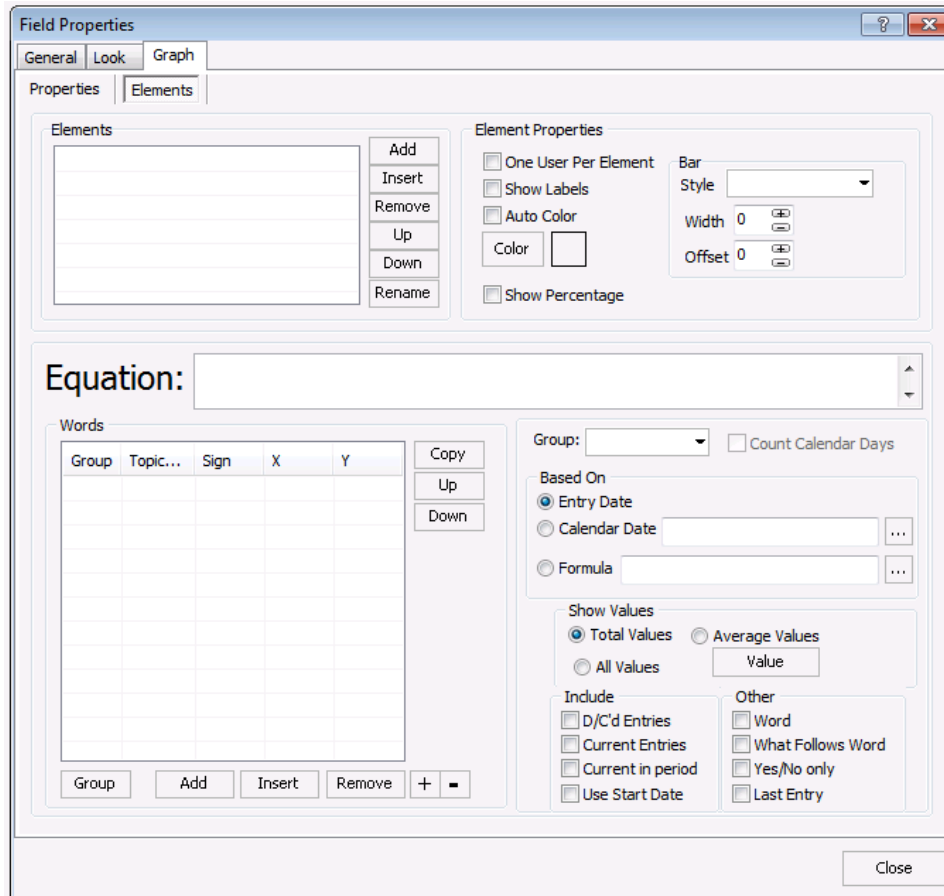 Field Properties
General Look Graph
Properties Elements
Elements
Add
Insert
Remove
Up
Down
Rename
Element Properties
One User Per Element
Show Labels
Auto Color
Color
Show Percentage
Bar
Style
Width 0
Offset 0
Equation:
Words
Group Topic... Sign X Y
Copy
Up
Down
Group Add Insert Remove + -
Group: Count Calendar Days
Based On
Entry Date
Calendar Date ...
Formula ...
Show Values
Total Values Average Values
All Values Value
Include
D/C'd Entries
Current Entries
Current in period
Use Start Date
Other
Word
What Follows Word
Yes/No only
Last Entry
Close